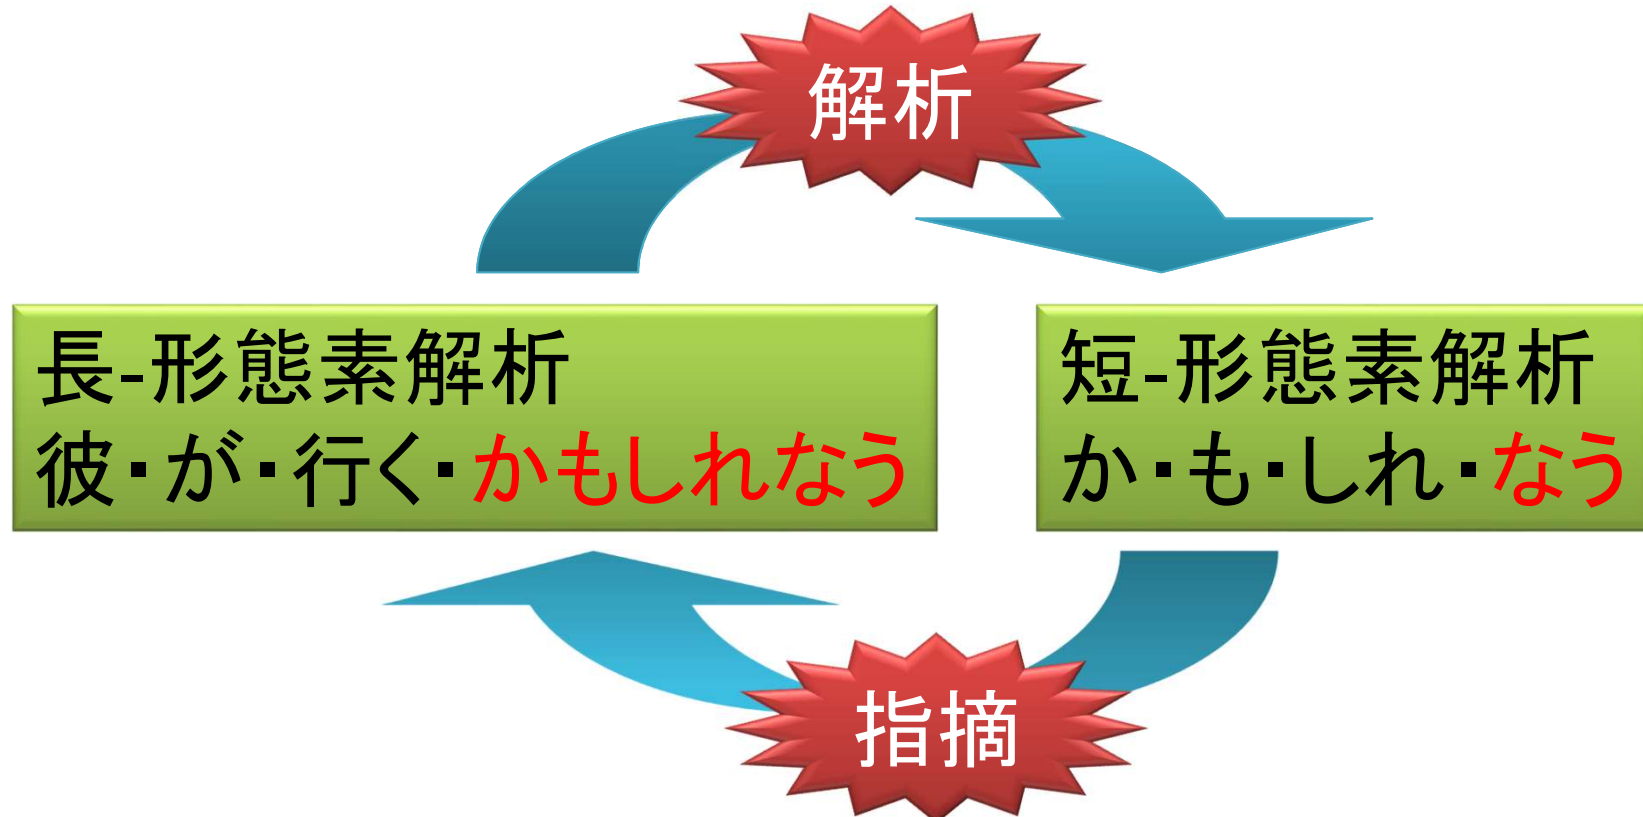 解析
長-形態素解析
彼・が・行く・かもしれなう
短-形態素解析
か・も・しれ・なう
指摘